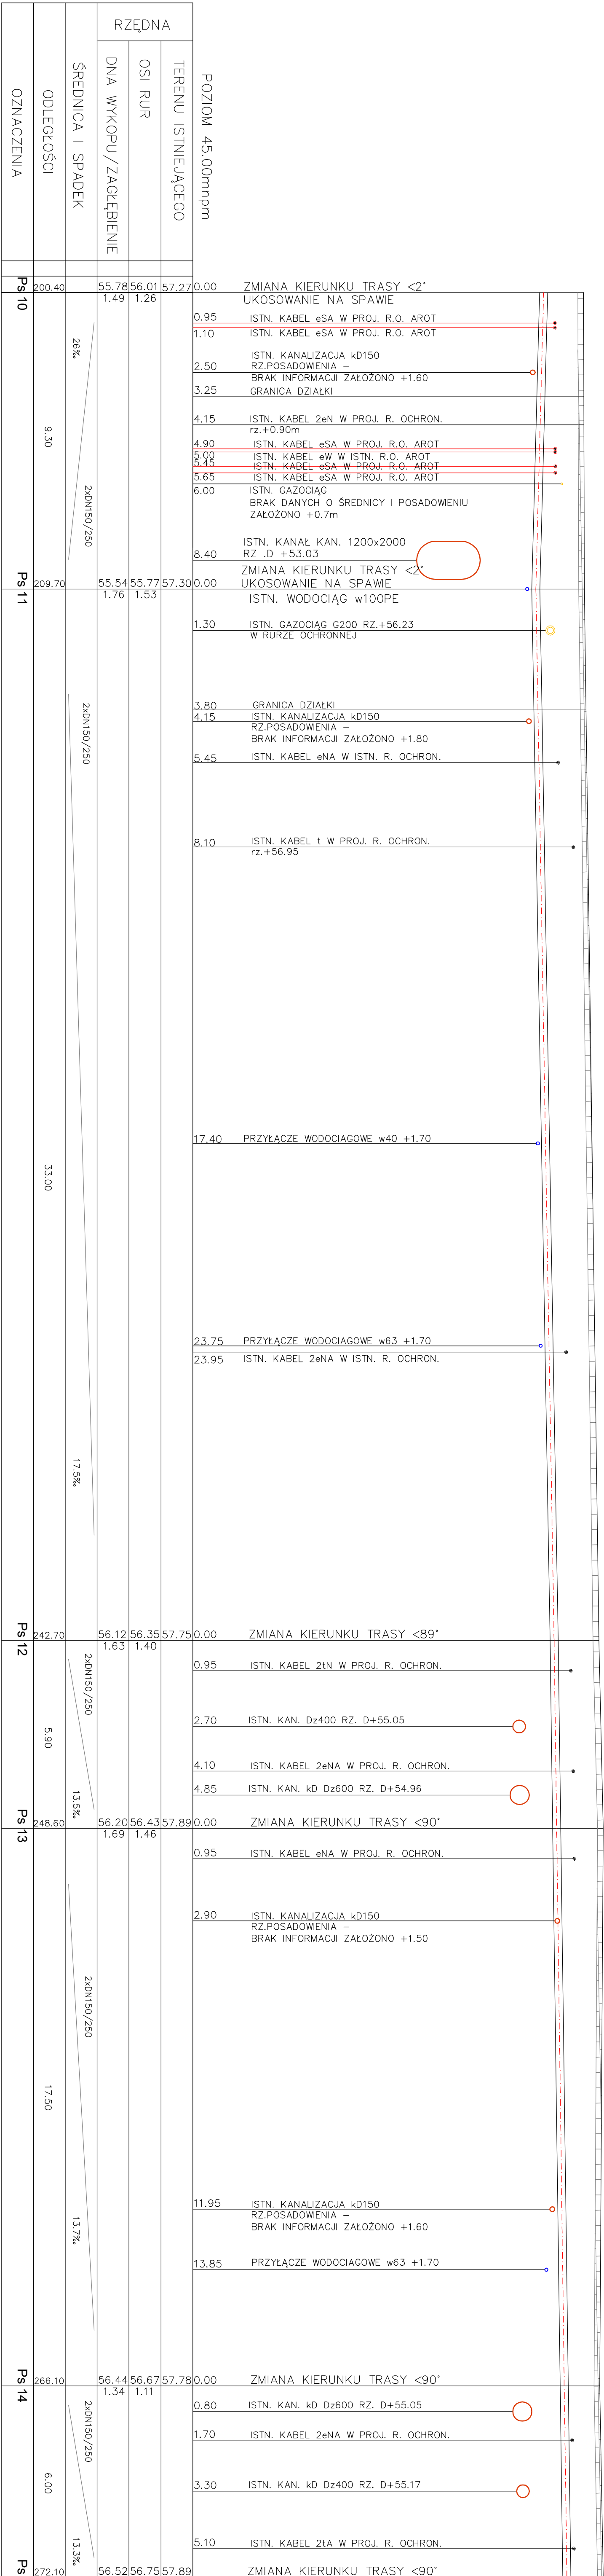 RZĘDNA
POZIOM 45.00mnpm
TERENU ISTNIEJĄCEGO
OSI RUR
DNA WYKOPU/ZAGŁĘBIENIE
ŚREDNICA I SPADEK
ODLEGŁOŚCI
OZNACZENIA
Ps 10
200.40 55.78 56.01 57.27 0.00 ZMIANA KIERUNKU TRASY <2°
1.49 1.26 UKOSOWANIE NA SPAWIE
0.95 ISTN. KABEL eSA W PROJ. R.O. AROT
1.10 ISTN. KABEL eSA W PROJ. R.O. AROT
26‰
ISTN. KANALIZACJA kD150
2.50 RZ.POSADOWIENIA –
BRAK INFORMACJI ZAŁOŻONO +1.60
3.25 GRANICA DZIAŁKI
4.15 ISTN. KABEL 2eN W PROJ. R. OCHRON.
rz.+0.90m
9.30
4.90 ISTN. KABEL eSA W PROJ. R.O. AROT
5.00 ISTN. KABEL eW W ISTN. R.O. AROT
5.45 ISTN. KABEL eSA W PROJ. R.O. AROT
5.65 ISTN. KABEL eSA W PROJ. R.O. AROT
6.00 ISTN. GAZOCIĄG
BRAK DANYCH O ŚREDNICY I POSADOWIENIU
ZAŁOŻONO +0.7m
2xDN150/250
ISTN. KANAŁ KAN. 1200x2000
8.40 RZ .D +53.03
ZMIANA KIERUNKU TRASY <2°
Ps 11
209.70 55.54 55.77 57.30 0.00 UKOSOWANIE NA SPAWIE
1.76 1.53 ISTN. WODOCIĄG w100PE
1.30 ISTN. GAZOCIĄG G200 RZ.+56.23
W RURZE OCHRONNEJ
2xDN150/250
3.80 GRANICA DZIAŁKI
4.15 ISTN. KANALIZACJA kD150
RZ.POSADOWIENIA –
BRAK INFORMACJI ZAŁOŻONO +1.80
5.45 ISTN. KABEL eNA W ISTN. R. OCHRON.
8.10 ISTN. KABEL t W PROJ. R. OCHRON.
rz.+56.95
17.40 PRZYŁĄCZE WODOCIAGOWE w40 +1.70
33.00
23.75 PRZYŁĄCZE WODOCIAGOWE w63 +1.70
23.95 ISTN. KABEL 2eNA W ISTN. R. OCHRON.
17.5‰
Ps 12
242.70 56.12 56.35 57.75 0.00 ZMIANA KIERUNKU TRASY <89°
1.63 1.40
0.95 ISTN. KABEL 2tN W PROJ. R. OCHRON.
2xDN150/250
2.70 ISTN. KAN. Dz400 RZ. D+55.05
5.90
4.10 ISTN. KABEL 2eNA W PROJ. R. OCHRON.
4.85 ISTN. KAN. kD Dz600 RZ. D+54.96
13.5‰
Ps 13
248.60 56.20 56.43 57.89 0.00 ZMIANA KIERUNKU TRASY <90°
1.69 1.46
0.95 ISTN. KABEL eNA W PROJ. R. OCHRON.
2.90 ISTN. KANALIZACJA kD150
RZ.POSADOWIENIA –
BRAK INFORMACJI ZAŁOŻONO +1.50
2xDN150/250
17.50
11.95 ISTN. KANALIZACJA kD150
RZ.POSADOWIENIA –
BRAK INFORMACJI ZAŁOŻONO +1.60
13.7‰
13.85 PRZYŁĄCZE WODOCIAGOWE w63 +1.70
Ps 14
266.10 56.44 56.67 57.78 0.00 ZMIANA KIERUNKU TRASY <90°
1.34 1.11
0.80 ISTN. KAN. kD Dz600 RZ. D+55.05
2xDN150/250
1.70 ISTN. KABEL 2eNA W PROJ. R. OCHRON.
6.00
3.30 ISTN. KAN. kD Dz400 RZ. D+55.17
5.10 ISTN. KABEL 2tA W PROJ. R. OCHRON.
13.3‰
Ps
272.10 56.52 56.75 57.89 ZMIANA KIERUNKU TRASY <90°